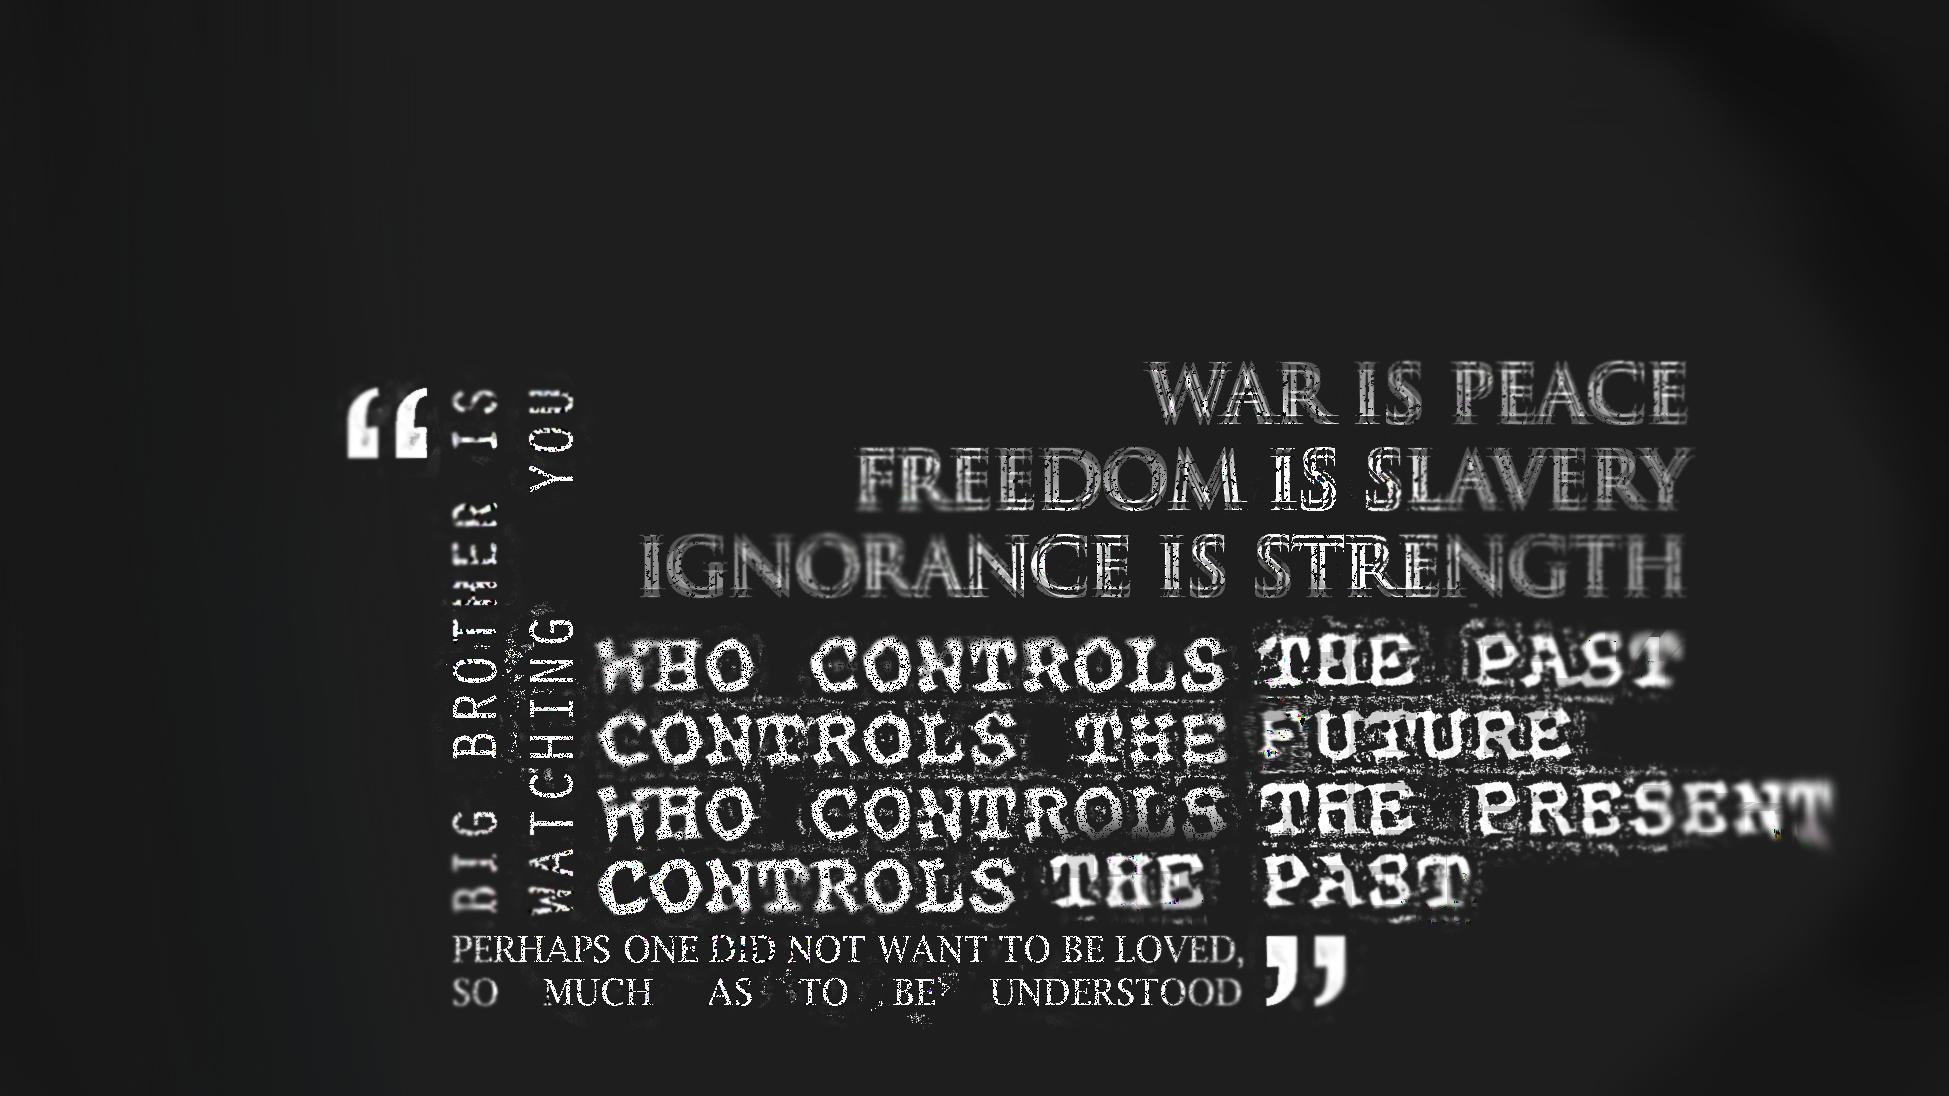 “
BIG BROTHER IS
WATCHING YOU
WAR IS PEACE
FREEDOM IS SLAVERY
IGNORANCE IS STRENGTH
WHO CONTROLS THE PAST
CONTROLS THE FUTURE
WHO CONTROLS THE PRESENT
CONTROLS THE PAST
PERHAPS ONE DID NOT WANT TO BE LOVED,
SO MUCH AS TO BE UNDERSTOOD ”